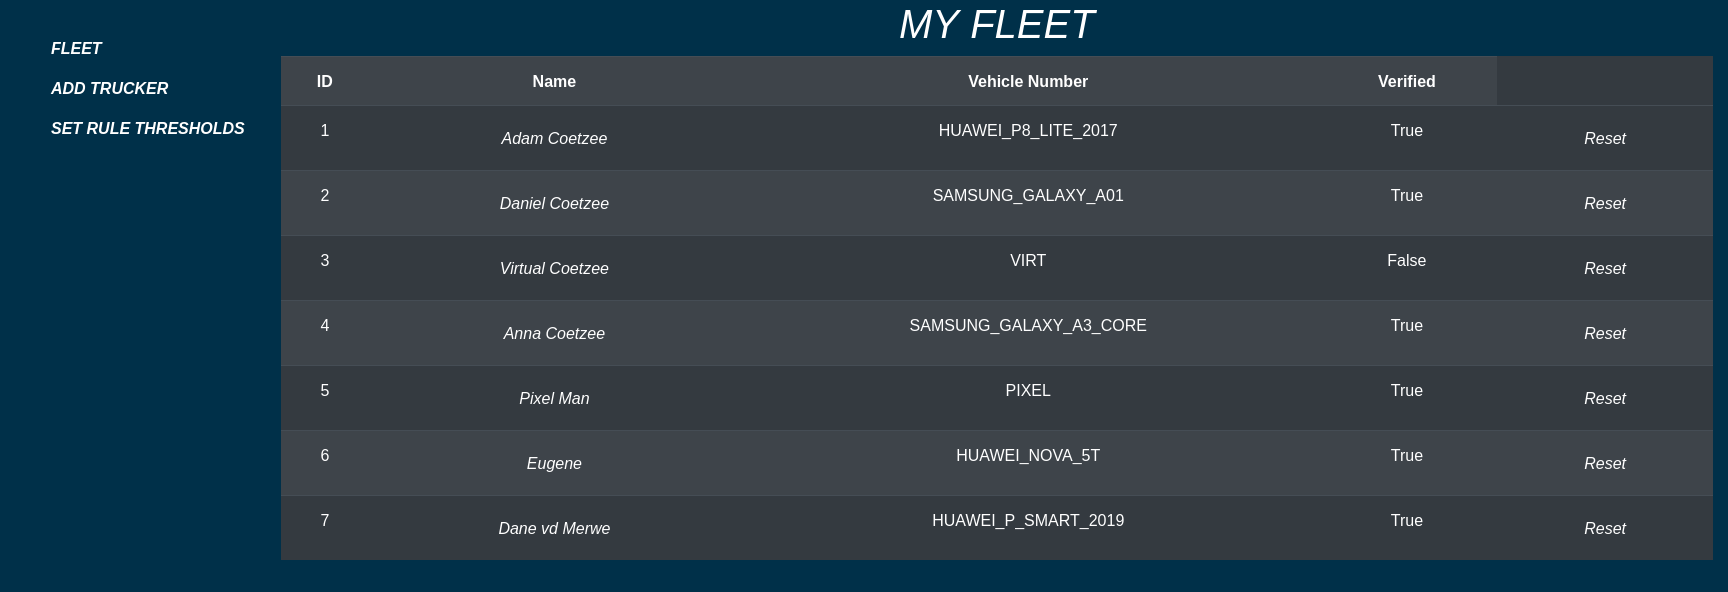 MY FLEET
FLEET
ADD TRUCKER
SET RULE THRESHOLDS
ID Name Vehicle Number Verified
1 Adam Coetzee HUAWEI_P8_LITE_2017 True Reset
2 Daniel Coetzee SAMSUNG_GALAXY_A01 True Reset
3 Virtual Coetzee VIRT False Reset
4 Anna Coetzee SAMSUNG_GALAXY_A3_CORE True Reset
5 Pixel Man PIXEL True Reset
6 Eugene HUAWEI_NOVA_5T True Reset
7 Dane vd Merwe HUAWEI_P_SMART_2019 True Reset